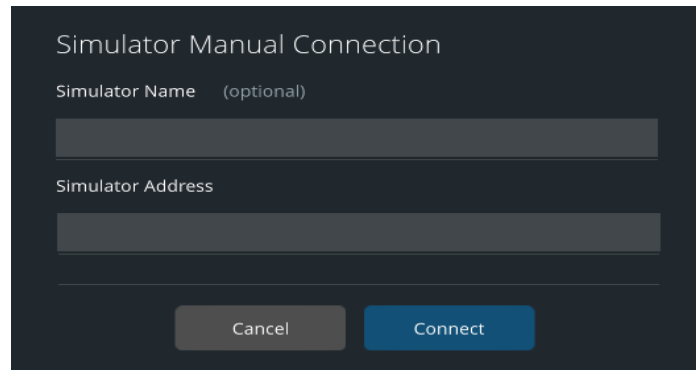 Simulator Manual Connection
Simulator Name (optional)
Simulator Address
Cancel Connect